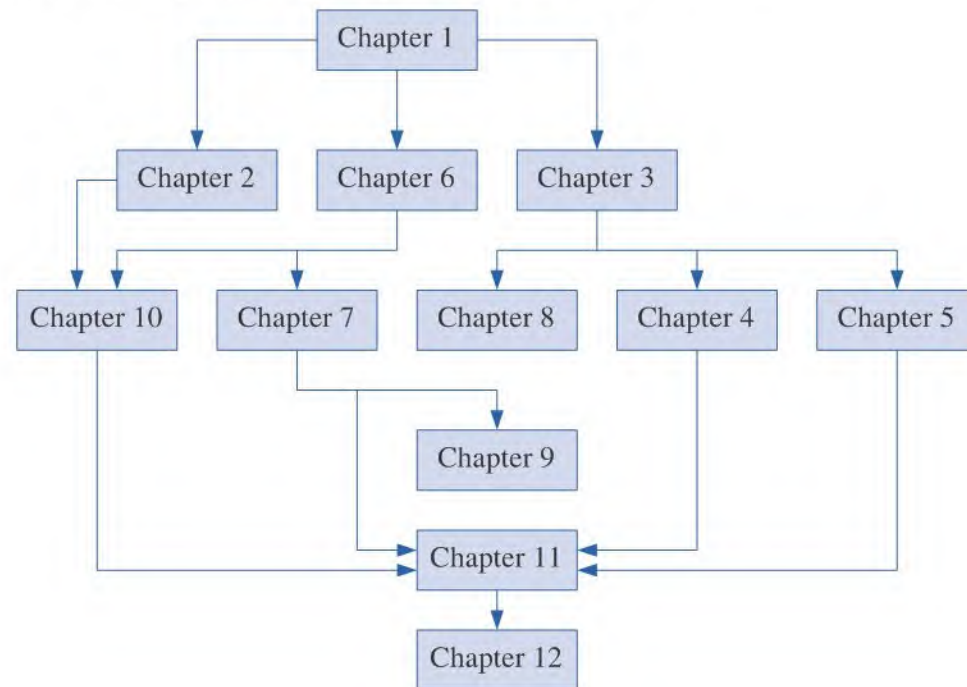 Chapter 1
Chapter 2
Chapter 6
Chapter 3
Chapter 10
Chapter 7
Chapter 8
Chapter 4
Chapter 5
Chapter 9
Chapter 11
Chapter 12